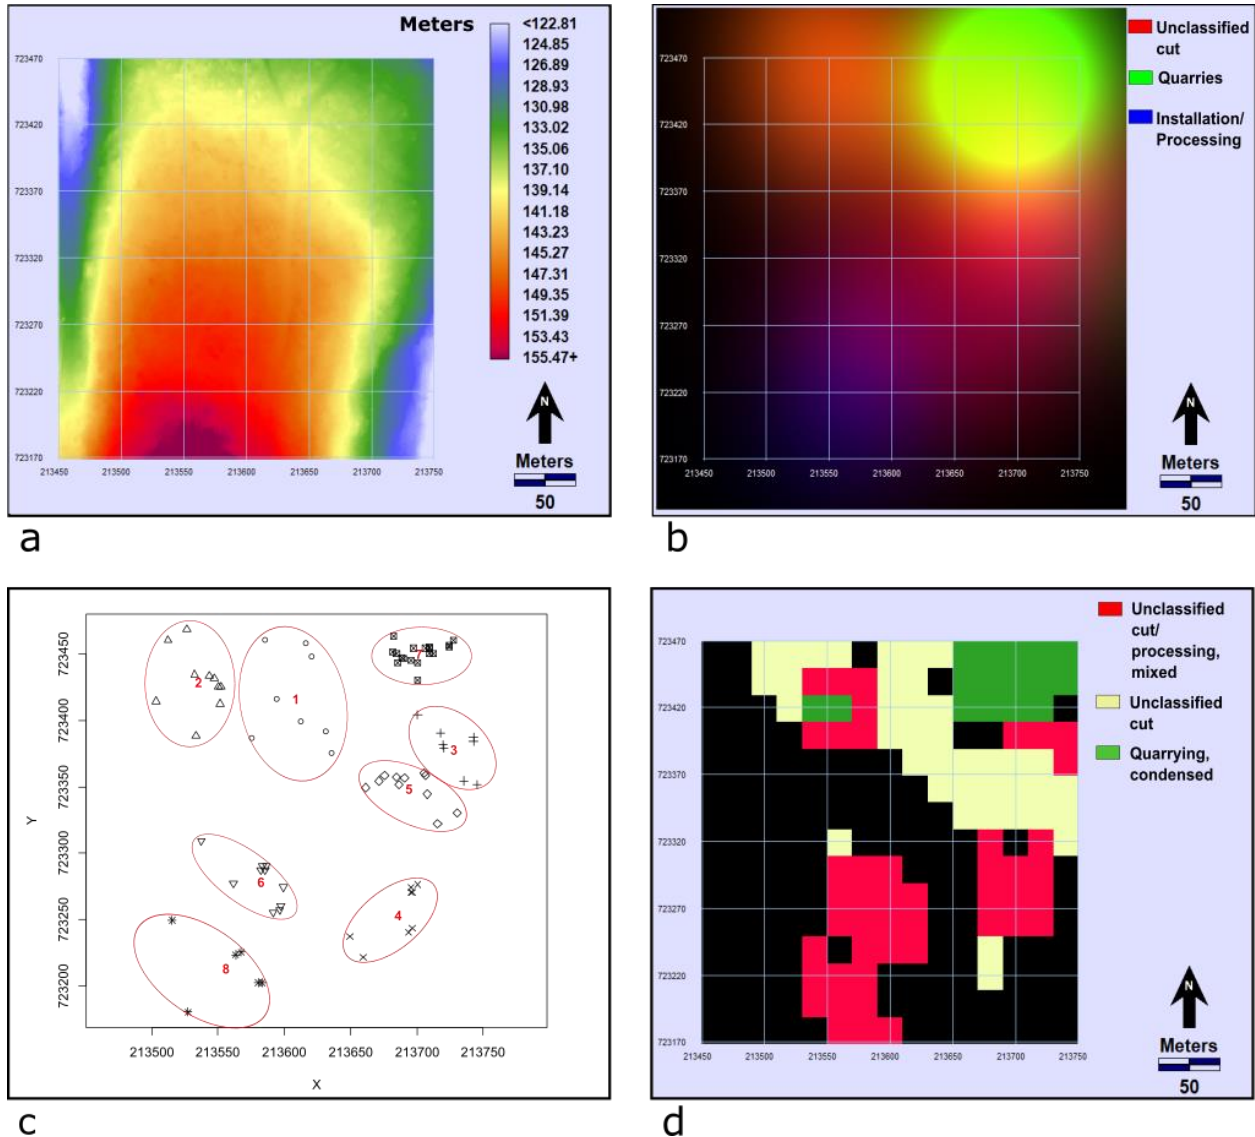 Meters
<122.81
124.85
126.89
128.93
130.98
133.02
135.06
137.10
139.14
141.18
143.23
145.27
147.31
149.35
151.39
153.43
155.47+
723470
723420
723370
723320
723270
723220
723170
213450 213500 213550 213600 213650 213700 213750
N
Meters
50
a
Unclassified
cut
Quarries
Installation/
Processing
723470
723420
723370
723320
723270
723220
723170
213450 213500 213550 213600 213650 213700 213750
N
Meters
50
b
Y
723450
723400
723350
723300
723250
723200
7
2
1
3
5
6
4
8
213500 213550 213600 213650 213700 213750
X
c
Unclassified
cut/
processing,
mixed
Unclassified
cut
Quarrying,
condensed
723470
723420
723370
723320
723270
723220
723170
213450 213500 213550 213600 213650 213700 213750
N
Meters
50
d